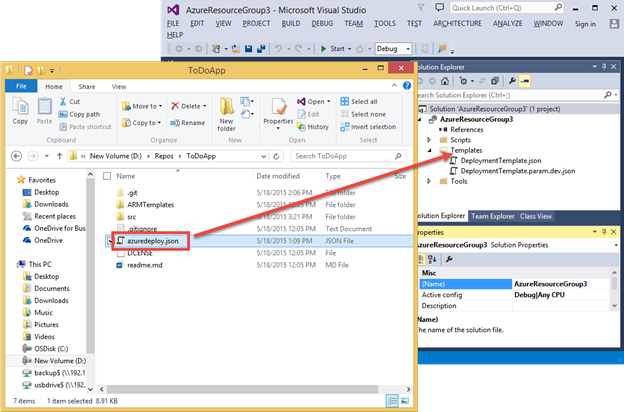 AzureResourceGroup3 - Microsoft Visual Studio
Quick Launch (Ctrl+Q)
FILE EDIT VIEW PROJECT BUILD DEBUG TEAM TOOLS TEST ARCHITECTURE ANALYZE WINDOW Sign in
HELP
Start Debug
ToDoApp
File Home Share View
Copy
Paste
Cut
Copy path
Paste shortcut
Clipboard
Move to
Copy to
Delete
Rename
Organize
New
folder
New
Properties
Open
Edit
History
Open
Select all
Select none
Invert selection
Select
New Volume (D:) Repos ToDoApp
Search ToDoApp
Favorites
Desktop
Downloads
Recent places
OneDrive for Bus
OneDrive
This PC
Desktop
Documents
Downloads
Music
Pictures
Videos
OSDisk (C:)
New Volume (D:)
backup$ (\\192.1
usbdrive$ (\\192.
Name Date modified Type Size
.git 5/18/2015 2:06 PM File folder
ARMTemplates 5/18/2015 12:05 PM File folder
src 5/18/2015 3:21 PM File folder
.gitignore 5/18/2015 12:05 PM Text Document
azuredeploy.json 5/18/2015 1:09 PM JSON File
LICENSE 5/18/2015 12:05 PM File
readme.md 5/18/2015 12:05 PM MD File
7 items 1 item selected 8.91 KB
Solution Explorer
Search Solution Explorer (Ctrl+;)
Solution 'AzureResourceGroup3' (1 project)
AzureResourceGroup3
References
Scripts
Templates
DeploymentTemplate.json
DeploymentTemplate.param.dev.json
Tools
Solution Explorer Team Explorer Class View
Properties
AzureResourceGroup3 Solution Properties
Misc
(Name) AzureResourceGroup3
Active config Debug|Any CPU
Description
(Name)
The name of the solution file.